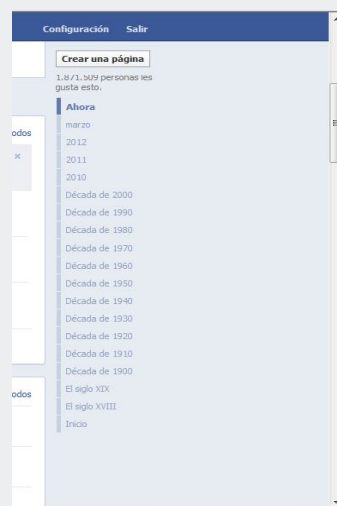 Configuración Salir
Crear una página
1.871.509 personas les
gusta esto.
Ahora
marzo
2012
2011
2010
Década de 2000
Década de 1990
Década de 1980
Década de 1970
Década de 1960
Década de 1950
Década de 1940
Década de 1930
Década de 1920
Década de 1910
Década de 1900
El siglo XIX
El siglo XVIII
Inicio
odos
odos